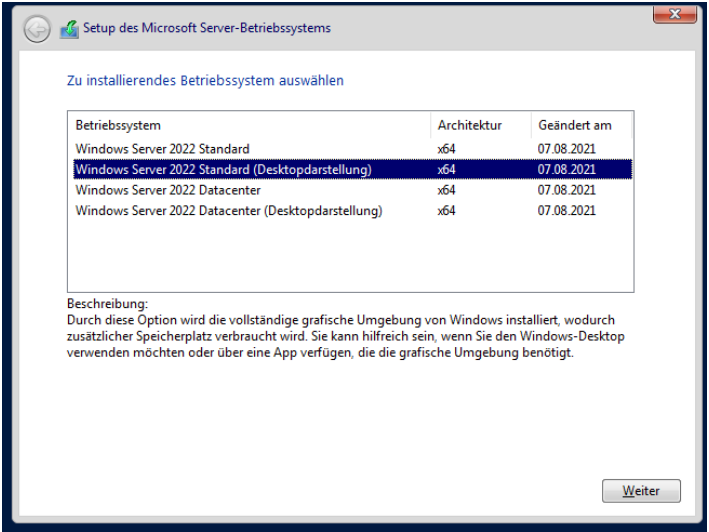 Setup des Microsoft Server-Betriebssystems
Zu installierendes Betriebssystem auswählen
Betriebssystem Architektur Geändert am
Windows Server 2022 Standard x64 07.08.2021
Windows Server 2022 Standard (Desktopdarstellung) x64 07.08.2021
Windows Server 2022 Datacenter x64 07.08.2021
Windows Server 2022 Datacenter (Desktopdarstellung) x64 07.08.2021
Beschreibung:
Durch diese Option wird die vollständige grafische Umgebung von Windows installiert, wodurch
zusätzlicher Speicherplatz verbraucht wird. Sie kann hilfreich sein, wenn Sie den Windows-Desktop
verwenden möchten oder über eine App verfügen, die die grafische Umgebung benötigt.
Weiter